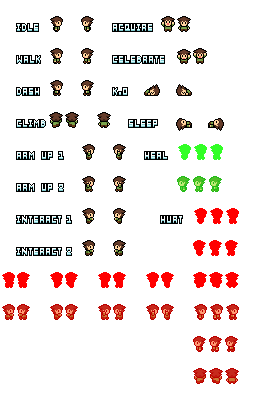 IDLE
ACQUIRE
WALK
CELEBRATE
DASH
K.O
CLIMB
SLEEP
ARM UP 1
HEAL
ARM UP 2
INTERACT 1
HURT
INTERACT 2